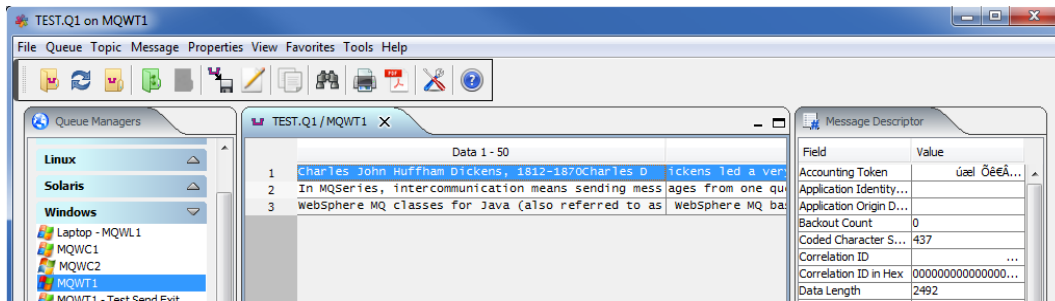 TEST.Q1 on MQWT1
File Queue Topic Message Properties View Favorites Tools Help
Queue Managers
TEST.Q1 / MQWT1
Message Descriptor
Data 1 - 50
Field Value
Linux
Solaris
Windows
Laptop - MQWL1
MQWC1
MQWC2
MQWT1
MQWT1 - Test Send Exit
1 Charles John Huffham Dickens, 1812-1870Charles D ickens led a very
2 In MQSeries, intercommunication means sending mess ages from one que
3 WebSphere MQ classes for Java (also referred to as WebSphere MQ bas
Accounting Token úæl Õê€Â...
Application Identity...
Application Origin D...
Backout Count 0
Coded Character S... 437
Correlation ID ...
Correlation ID in Hex 000000000000000...
Data Length 2492